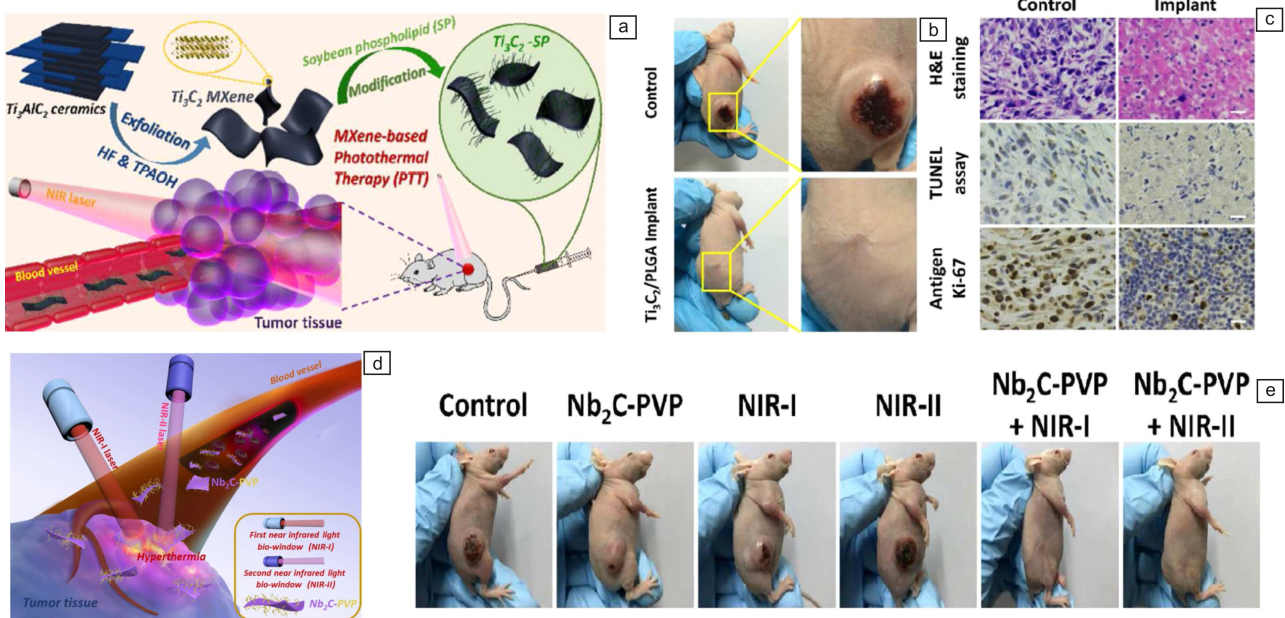 a
Ti₃AlC₂ ceramics
Exfoliation
HF & TPAOH
Ti₃C₂ MXene
Soybean phospholipid (SP)
Modification
MXene-based
Photothermal
Therapy (PTT)
Ti₃C₂ -SP
NIR laser
Blood vessel
Tumor tissue
b
Control
Ti₃C₂/PLGA Implant
c
Control
Implant
H&E
staining
TUNEL
assay
Antigen
Ki-67
d
Blood vessel
NIR-I laser
NIR-II laser
Nb₂C-PVP
Hyperthermia
Tumor tissue
First near infrared light
bio-window (NIR-I)
Second near infrared light
bio-window (NIR-II)
Nb₂C-PVP
e
Control
Nb₂C-PVP
NIR-I
NIR-II
Nb₂C-PVP
+ NIR-I
Nb₂C-PVP
+ NIR-II